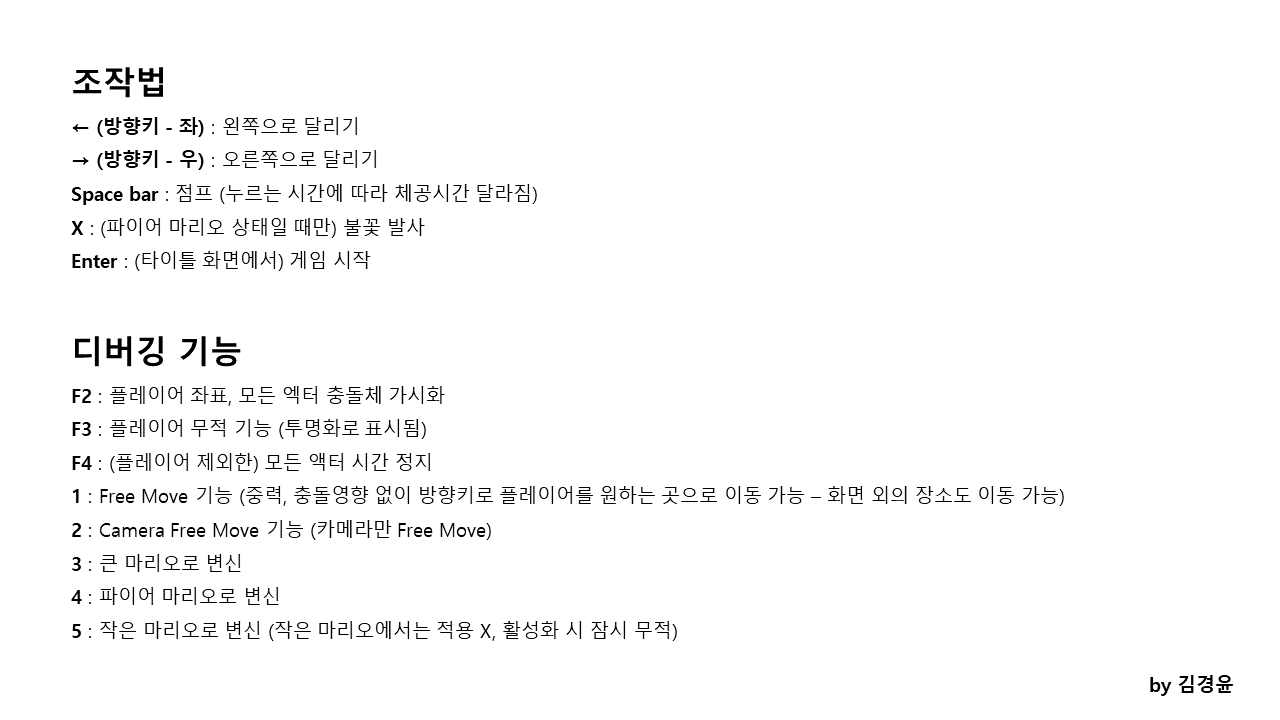 조작법
← (방향키 - 좌) : 왼쪽으로 달리기
→ (방향키 - 우) : 오른쪽으로 달리기
Space bar : 점프 (누르는 시간에 따라 체공시간 달라짐)
X : (파이어 마리오 상태일 때만) 불꽃 발사
Enter : (타이틀 화면에서) 게임 시작
디버깅 기능
F2 : 플레이어 좌표, 모든 엑터 충돌체 가시화
F3 : 플레이어 무적 기능 (투명화로 표시됨)
F4 : (플레이어 제외한) 모든 액터 시간 정지
1 : Free Move 기능 (중력, 충돌영향 없이 방향키로 플레이어를 원하는 곳으로 이동 가능 – 화면 외의 장소도 이동 가능)
2 : Camera Free Move 기능 (카메라만 Free Move)
3 : 큰 마리오로 변신
4 : 파이어 마리오로 변신
5 : 작은 마리오로 변신 (작은 마리오에서는 적용 X, 활성화 시 잠시 무적)
by 김경윤